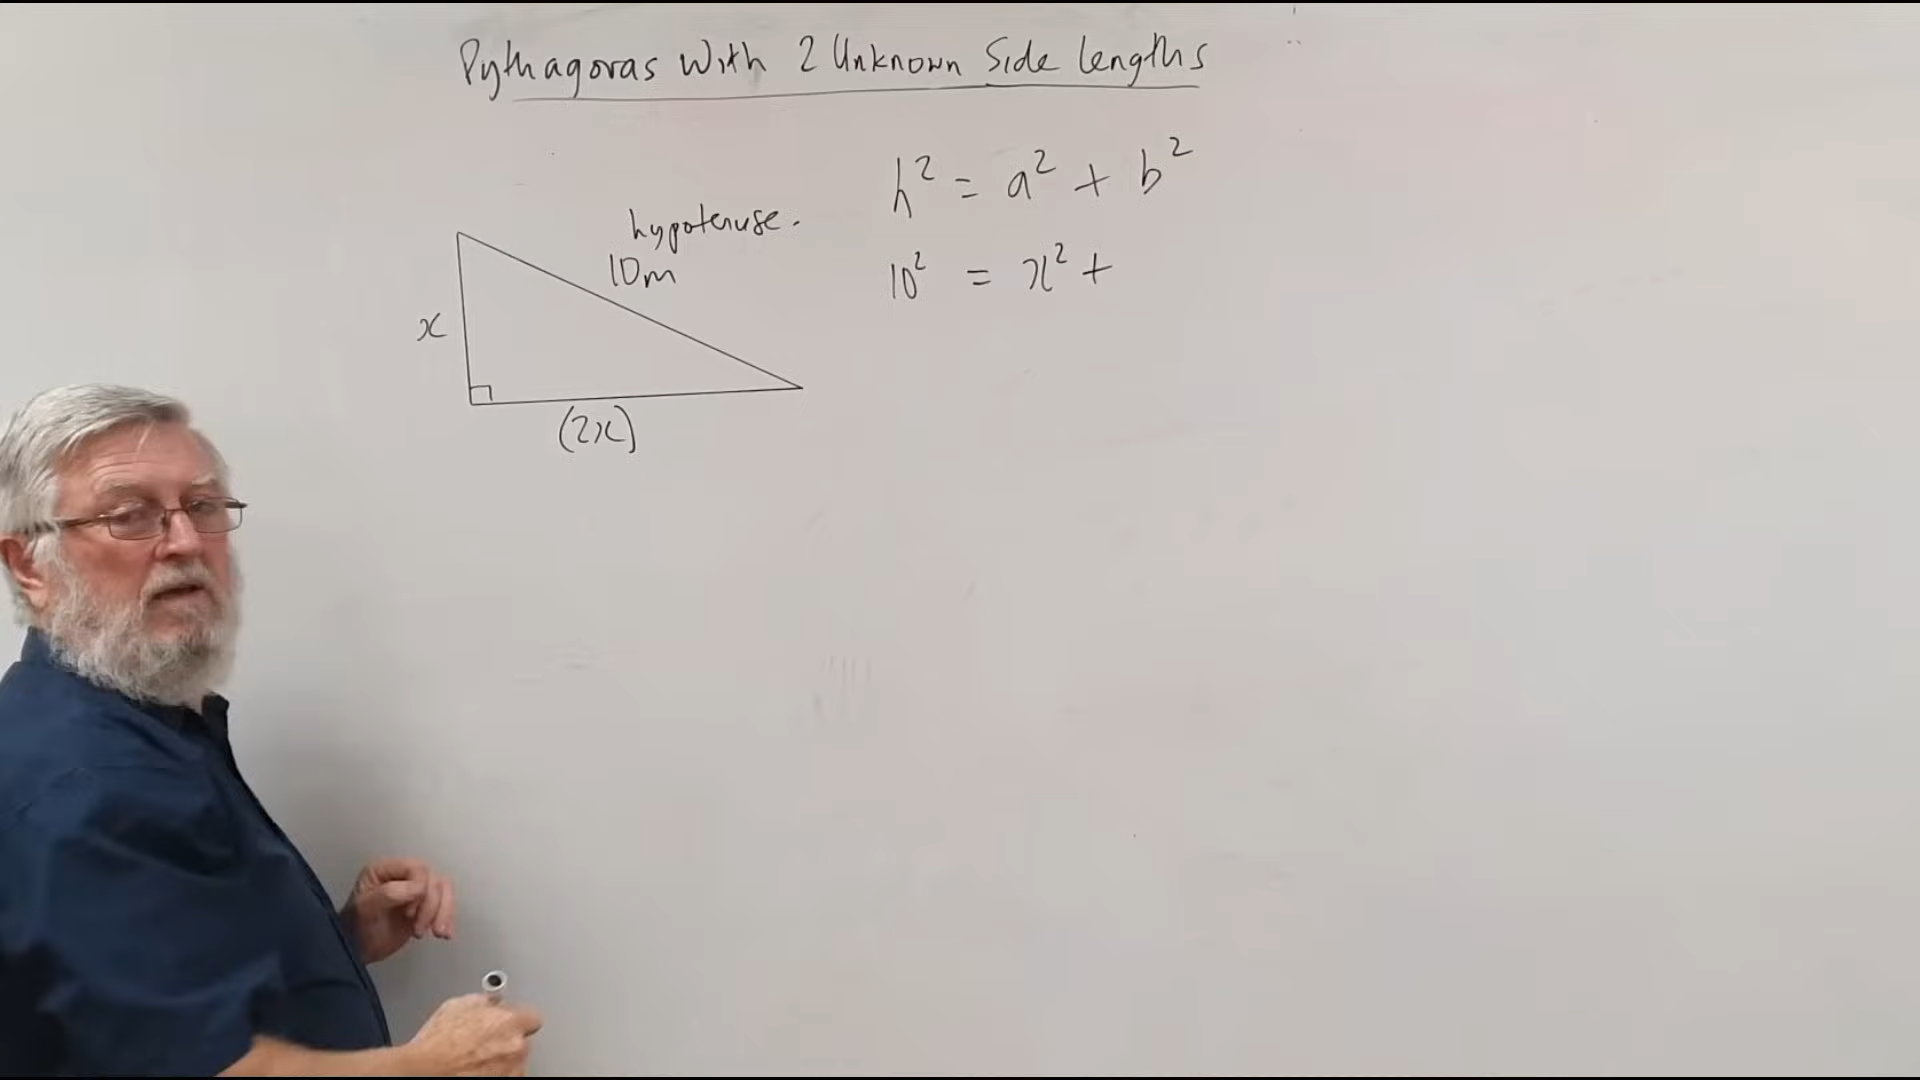 Pythagoras With 2 Unknown Side Lengths
h² = a² + b²
hypotenuse.
10m
10² = x² +
x
(2x)